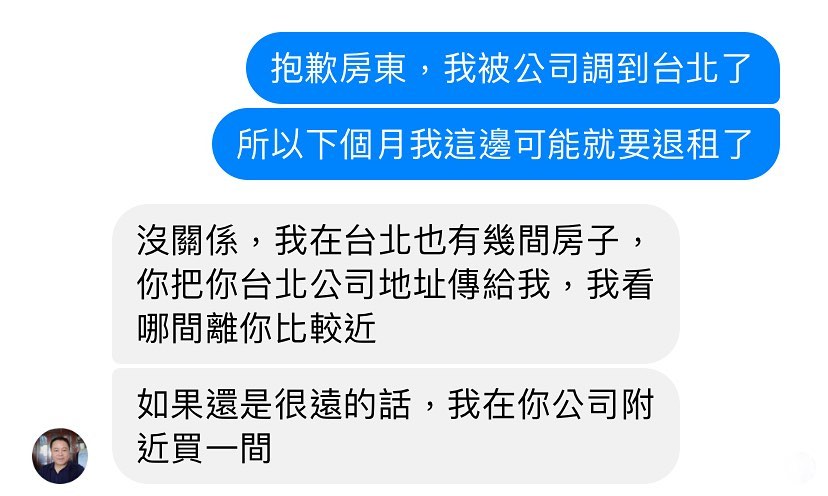 抱歉房東，我被公司調到台北了
所以下個月我這邊可能就要退租了
沒關係，我在台北也有幾間房子，
你把你台北公司地址傳給我，我看
哪間離你比較近
如果還是很遠的話，我在你公司附
近買一間